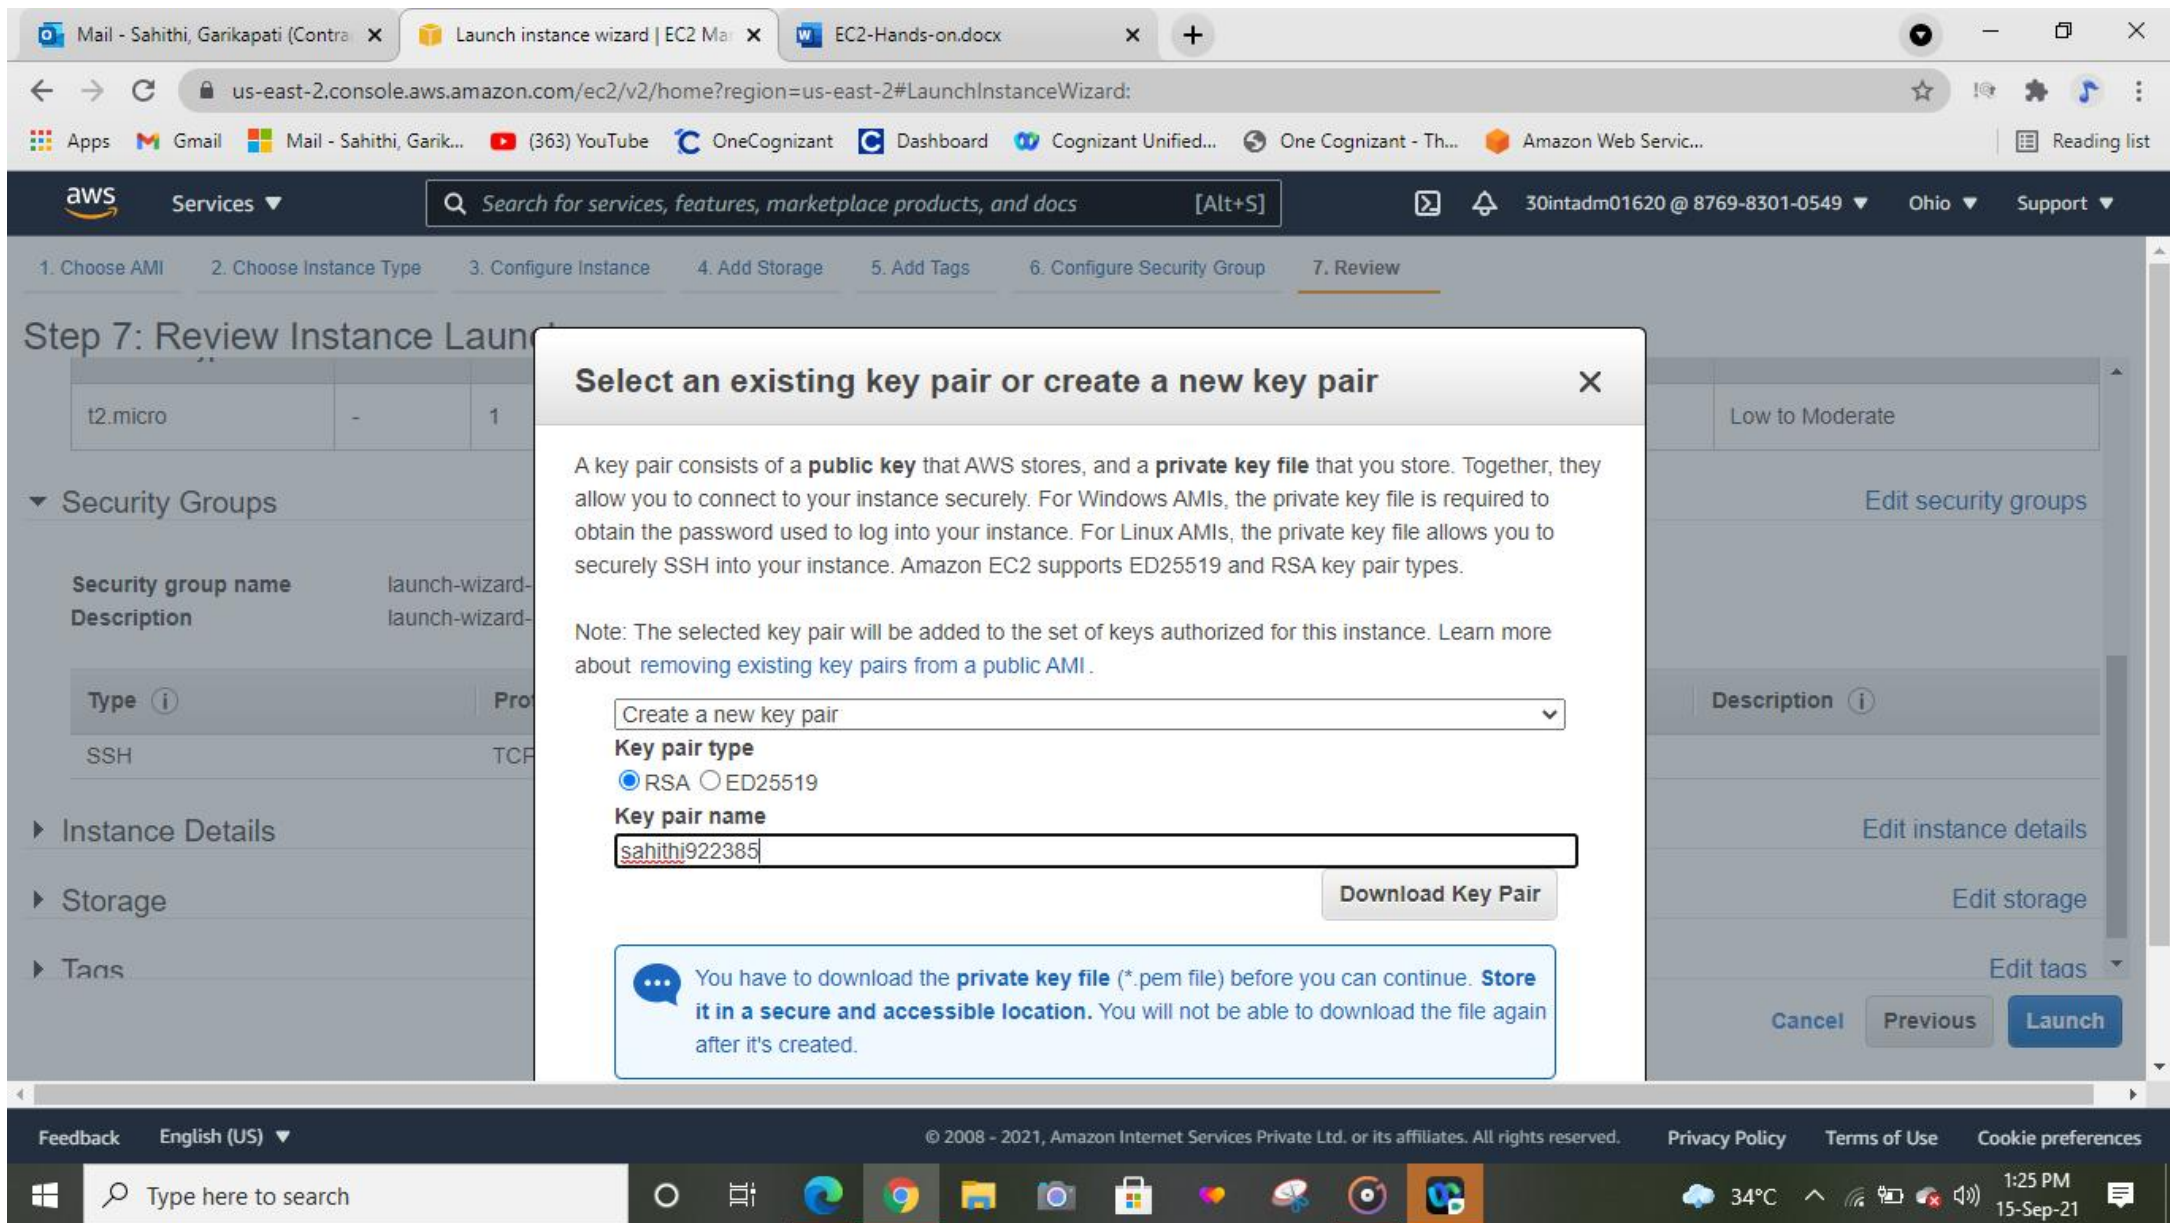 Mail - Sahithi, Garikapati (Contra
Launch instance wizard | EC2 Ma
EC2-Hands-on.docx
us-east-2.console.aws.amazon.com/ec2/v2/home?region=us-east-2#LaunchInstanceWizard:
Apps Gmail Mail - Sahithi, Garik... (363) YouTube OneCognizant Dashboard Cognizant Unified... One Cognizant - Th... Amazon Web Servic... Reading list
aws Services ▼ Search for services, features, marketplace products, and docs [Alt+S] 30intadm01620 @ 8769-8301-0549 ▼ Ohio ▼ Support ▼
1. Choose AMI 2. Choose Instance Type 3. Configure Instance 4. Add Storage 5. Add Tags 6. Configure Security Group 7. Review
Step 7: Review Instance Laun
t2.micro - 1 Low to Moderate
Security Groups Edit security groups
Security group name launch-wizard-
Description launch-wizard-
Type Pro Description
SSH TCP
Instance Details Edit instance details
Storage Edit storage
Tags Edit tags
Cancel Previous Launch
Select an existing key pair or create a new key pair
A key pair consists of a public key that AWS stores, and a private key file that you store. Together, they
allow you to connect to your instance securely. For Windows AMIs, the private key file is required to
obtain the password used to log into your instance. For Linux AMIs, the private key file allows you to
securely SSH into your instance. Amazon EC2 supports ED25519 and RSA key pair types.
Note: The selected key pair will be added to the set of keys authorized for this instance. Learn more
about removing existing key pairs from a public AMI .
Create a new key pair
Key pair type
RSA ED25519
Key pair name
sahithi922385
Download Key Pair
You have to download the private key file (*.pem file) before you can continue. Store
it in a secure and accessible location. You will not be able to download the file again
after it's created.
Feedback English (US) ▼ © 2008 - 2021, Amazon Internet Services Private Ltd. or its affiliates. All rights reserved. Privacy Policy Terms of Use Cookie preferences
Type here to search 34°C 1:25 PM
15-Sep-21